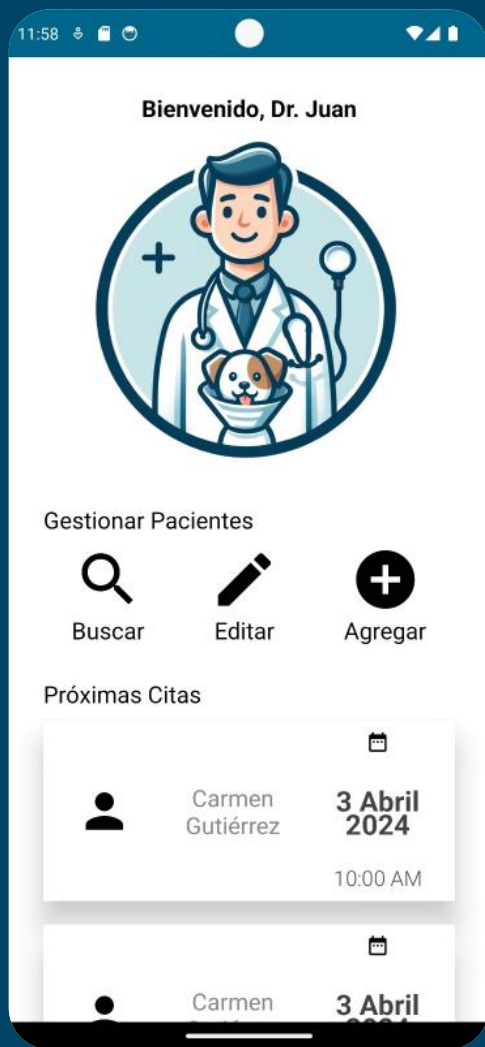 11:58
Bienvenido, Dr. Juan
Gestionar Pacientes
Buscar Editar Agregar
Próximas Citas
Carmen
Gutiérrez
3 Abril
2024
10:00 AM
Carmen
3 Abril